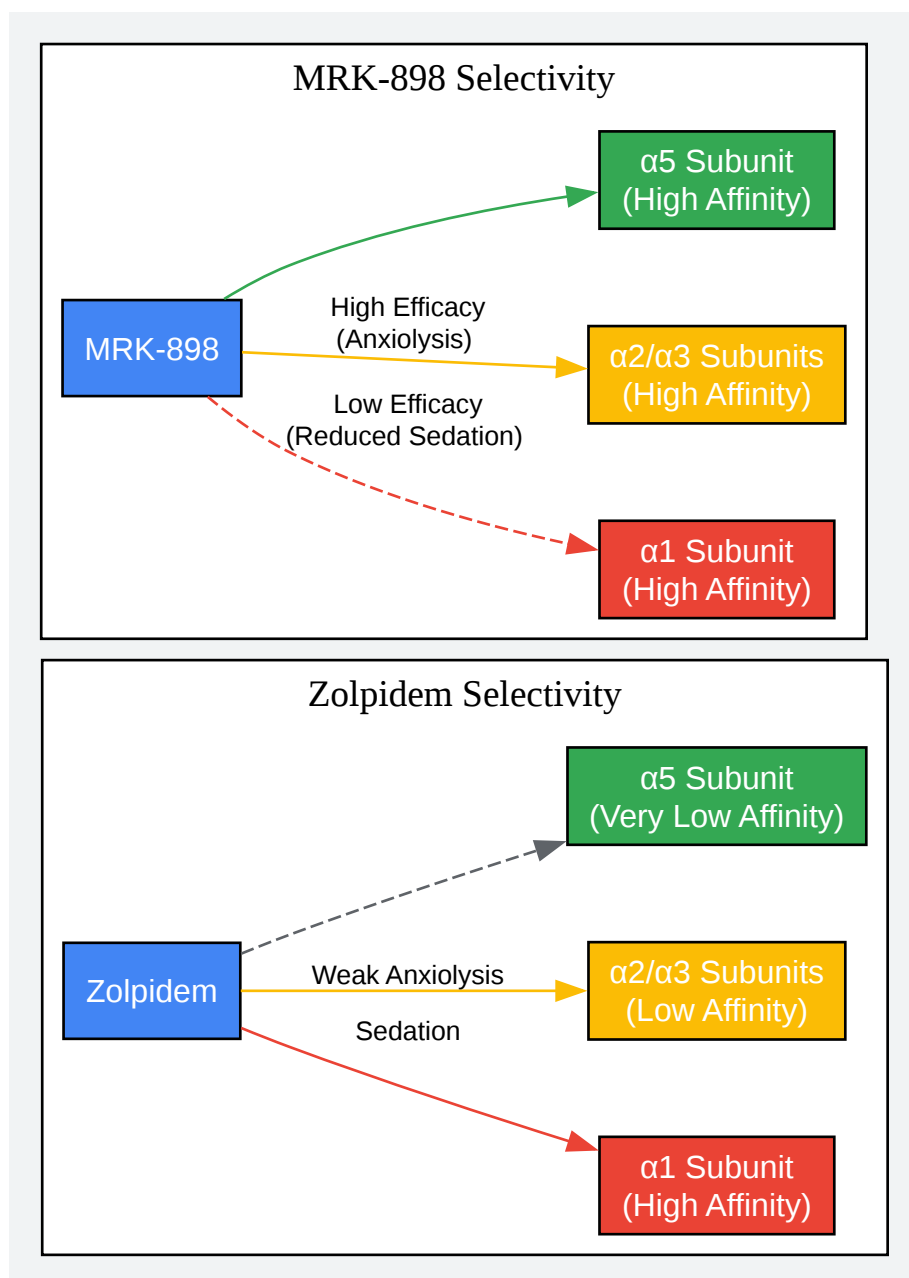 MRK-898 Selectivity
α5 Subunit
(High Affinity)
High Efficacy
(Anxiolysis)
MRK-898
α2/α3 Subunits
(High Affinity)
Low Efficacy
(Reduced Sedation)
α1 Subunit
(High Affinity)
Zolpidem Selectivity
α5 Subunit
(Very Low Affinity)
Weak Anxiolysis
Zolpidem
α2/α3 Subunits
(Low Affinity)
Sedation
α1 Subunit
(High Affinity)